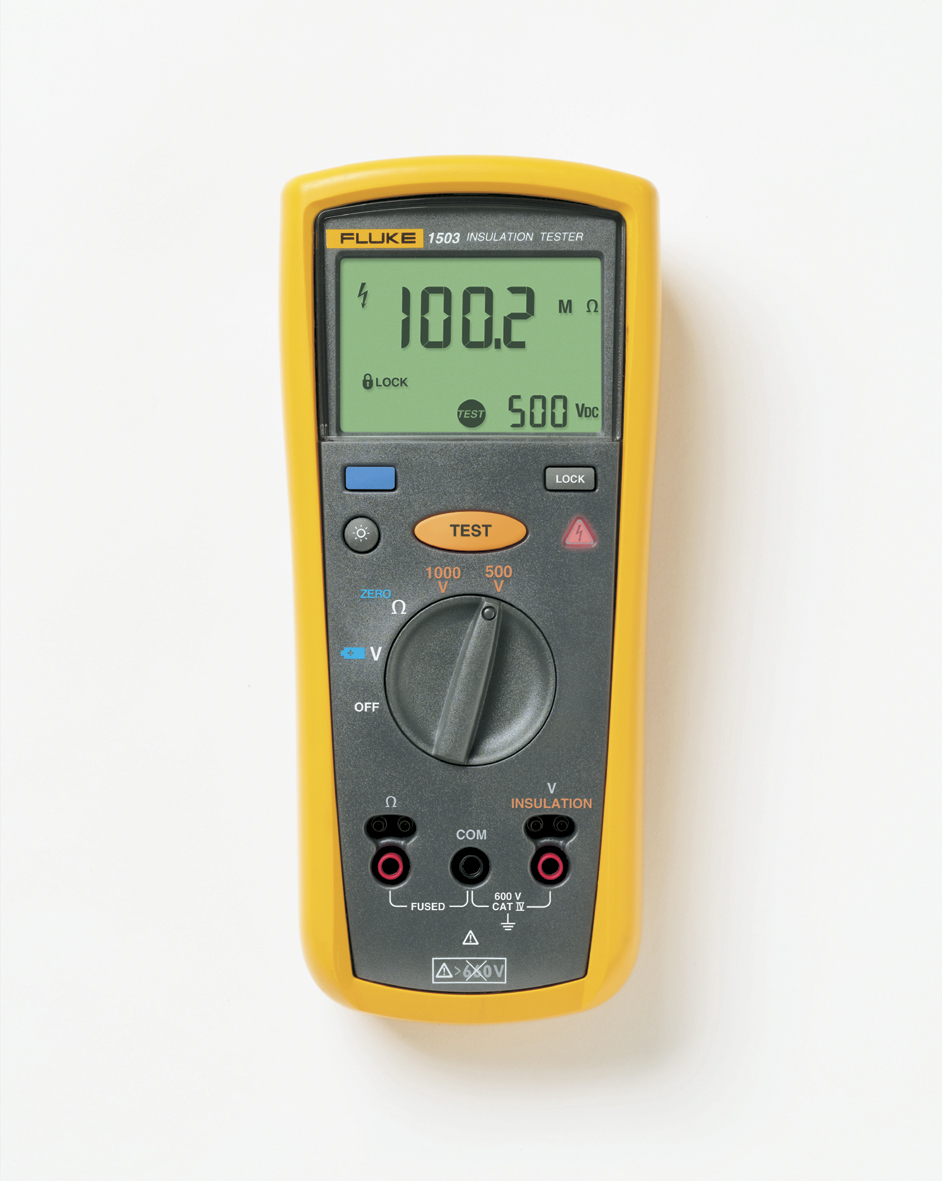 FLUKE 1503 INSULATION TESTER
100.2 M Ω
LOCK
TEST 500 VDC
LOCK
TEST
1000 V
500 V
ZERO
Ω
V
OFF
Ω
COM
V
INSULATION
FUSED
600 V
CAT IV
>660V